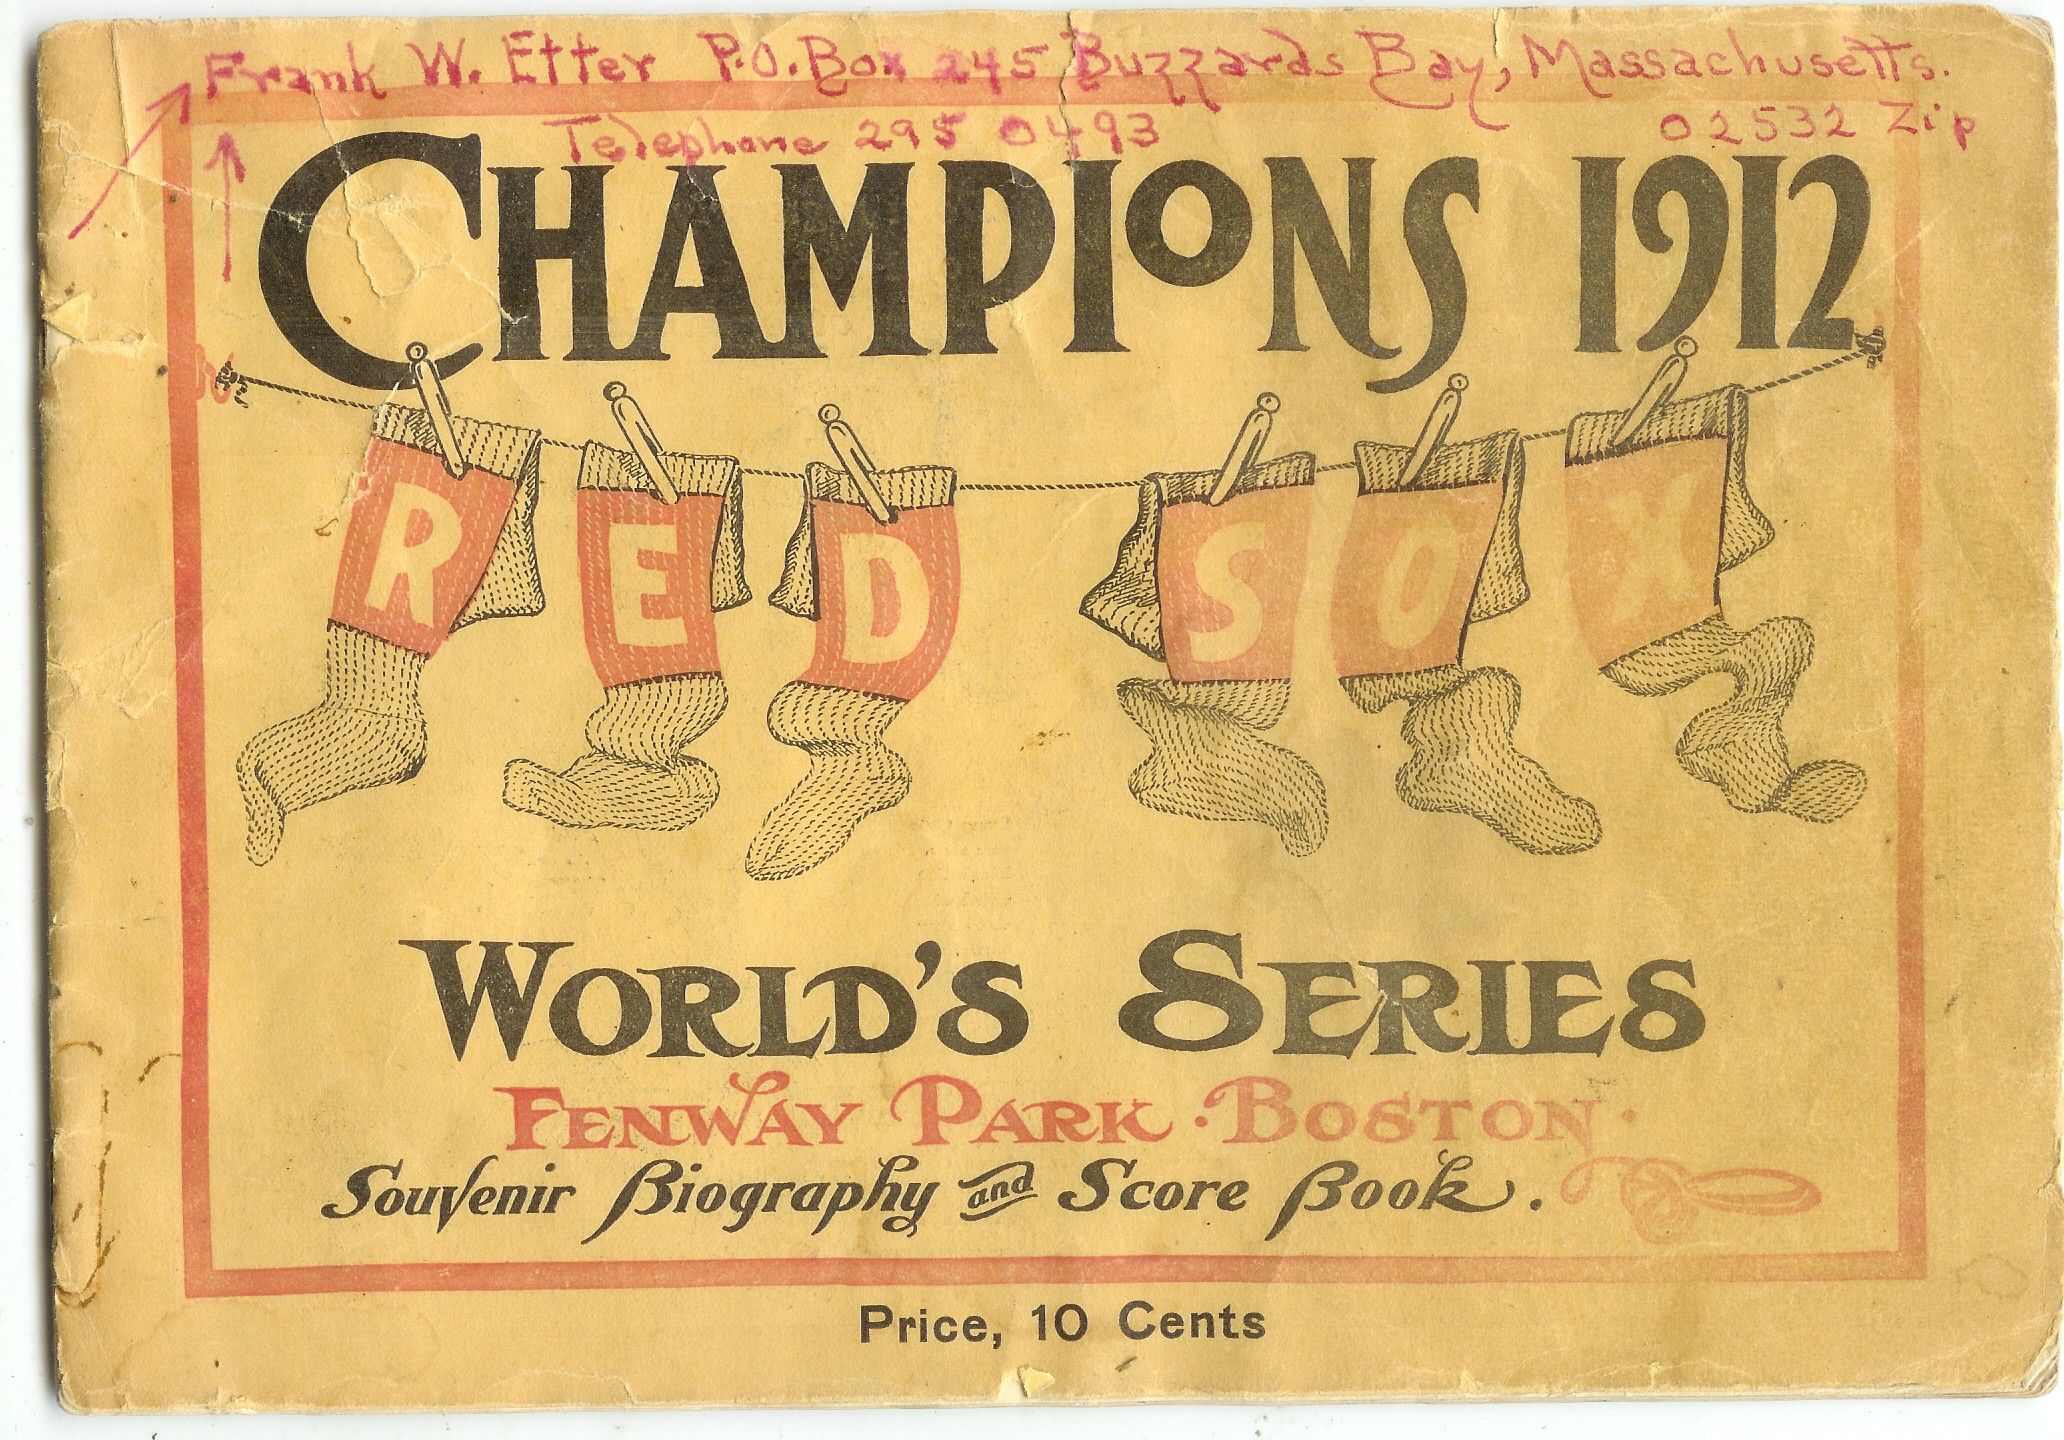 Frank W. Etter P.O. Box 245 Buzzards Bay, Massachusetts.
Telephone 295 0493 02532 Zip
CHAMPIONS 1912
RED SOX
WORLD'S SERIES
FENWAY PARK · BOSTON ·
Souvenir Biography and Score Book.
Price, 10 Cents